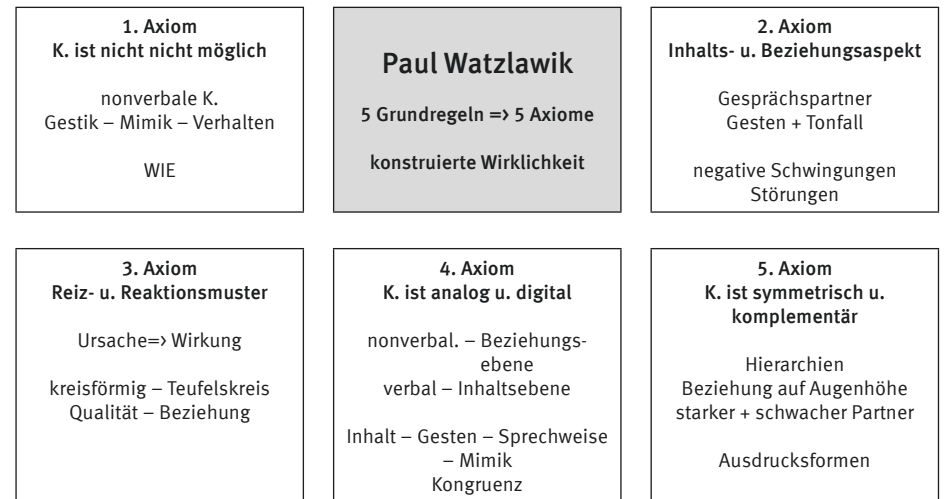 1. Axiom
K. ist nicht nicht möglich
nonverbale K.
Gestik – Mimik – Verhalten
WIE
Paul Watzlawik
5 Grundregeln => 5 Axiome
konstruierte Wirklichkeit
2. Axiom
Inhalts- u. Beziehungsaspekt
Gesprächspartner
Gesten + Tonfall
negative Schwingungen
Störungen
3. Axiom
Reiz- u. Reaktionsmuster
Ursache=> Wirkung
kreisförmig – Teufelskreis
Qualität – Beziehung
4. Axiom
K. ist analog u. digital
nonverbal. – Beziehungs-
ebene
verbal – Inhaltsebene
Inhalt – Gesten – Sprechweise
– Mimik
Kongruenz
5. Axiom
K. ist symmetrisch u.
komplementär
Hierarchien
Beziehung auf Augenhöhe
starker + schwacher Partner
Ausdrucksformen